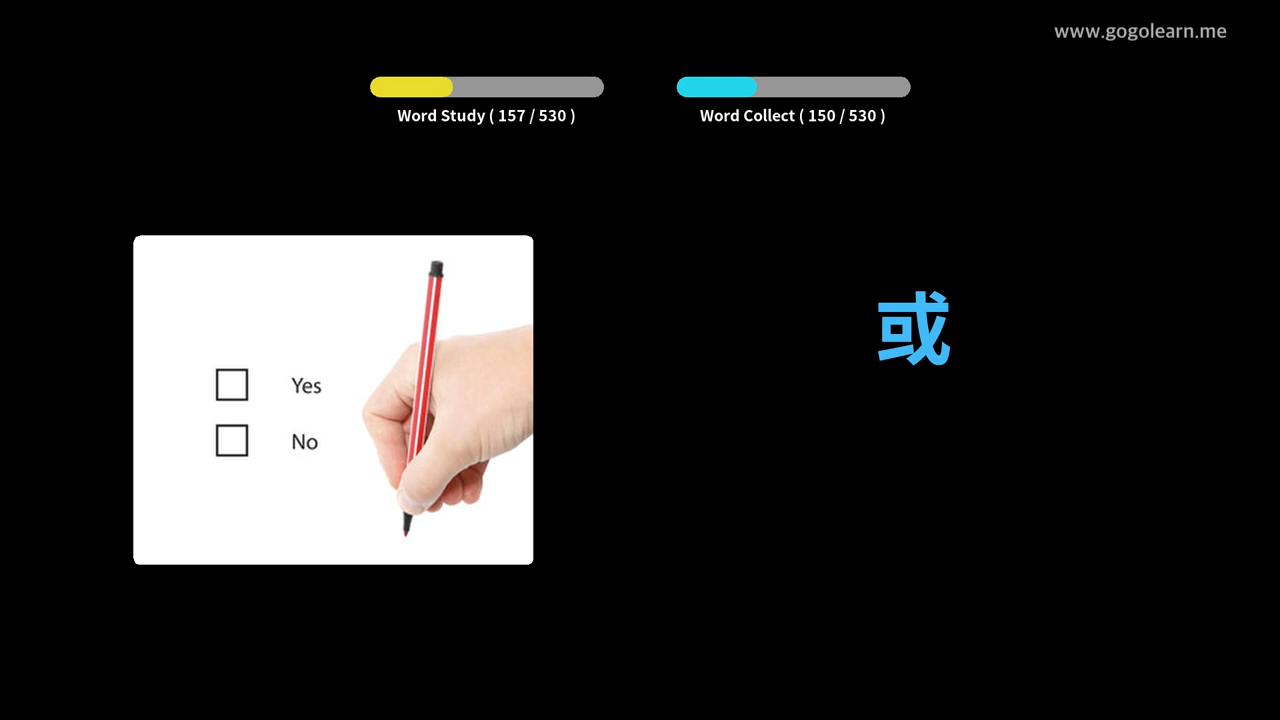 www.gogolearn.me
Word Study ( 157 / 530 )
Word Collect ( 150 / 530 )
或
Yes
No